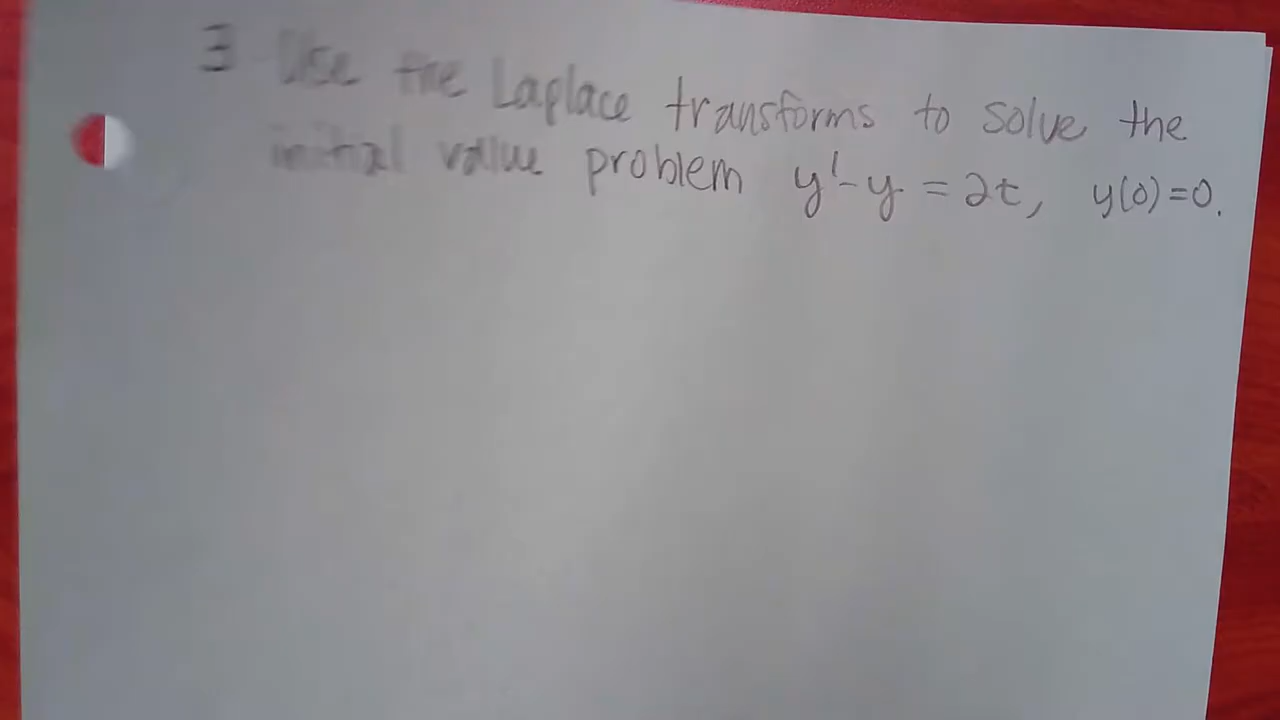 3 Use the Laplace transforms to solve the
initial value problem y'-y = 2t, y(0)=0.